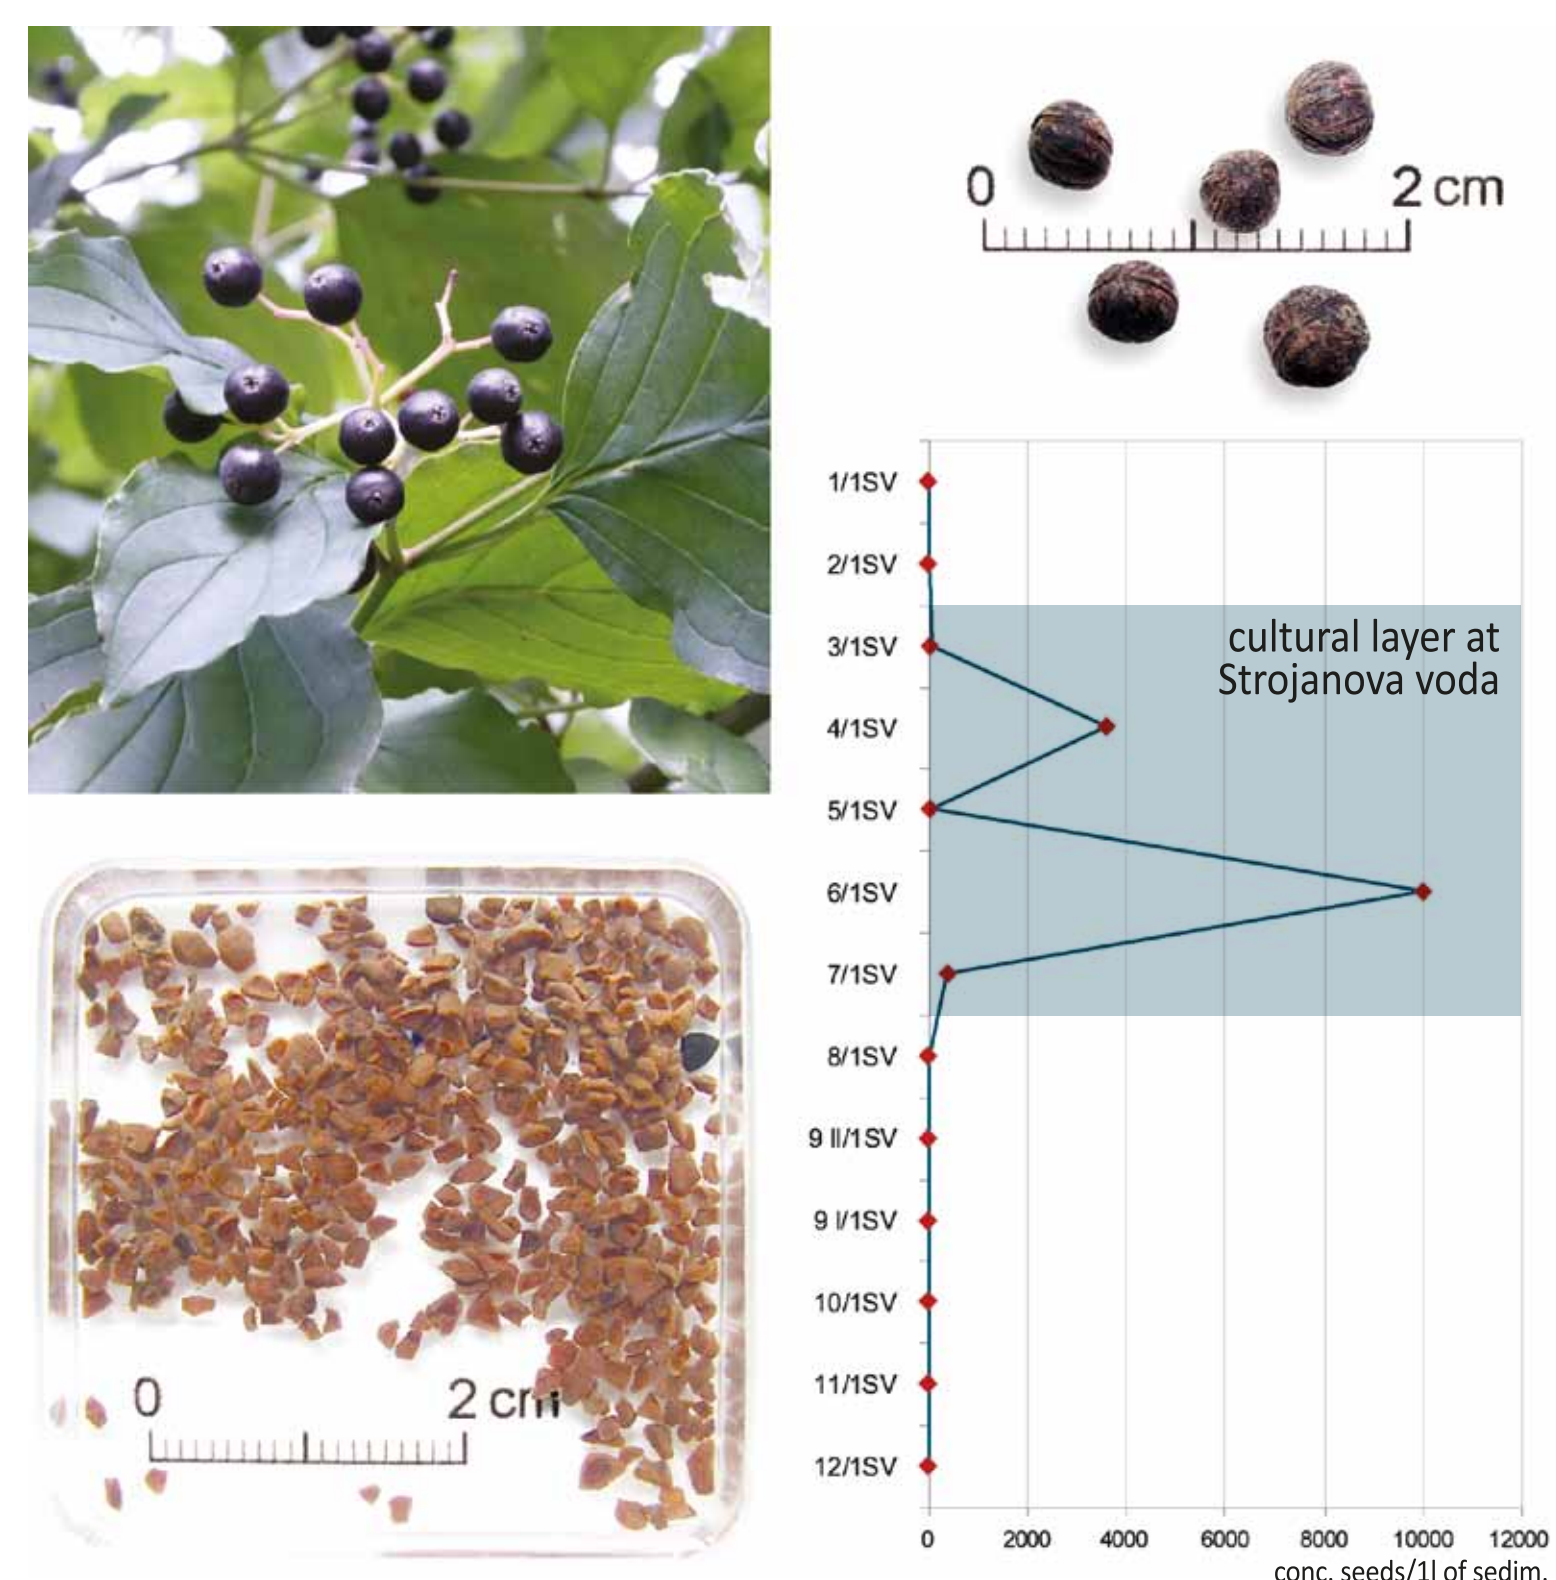 0 2 cm
1/1SV
2/1SV
cultural layer at
3/1SV
Strojanova voda
4/1SV
5/1SV
6/1SV
7/1SV
8/1SV
9 II/1SV
9 I/1SV
10/1SV
11/1SV
12/1SV
0 2000 4000 6000 8000 10000 12000
conc. seeds/1l of sedim.
0 2 cm